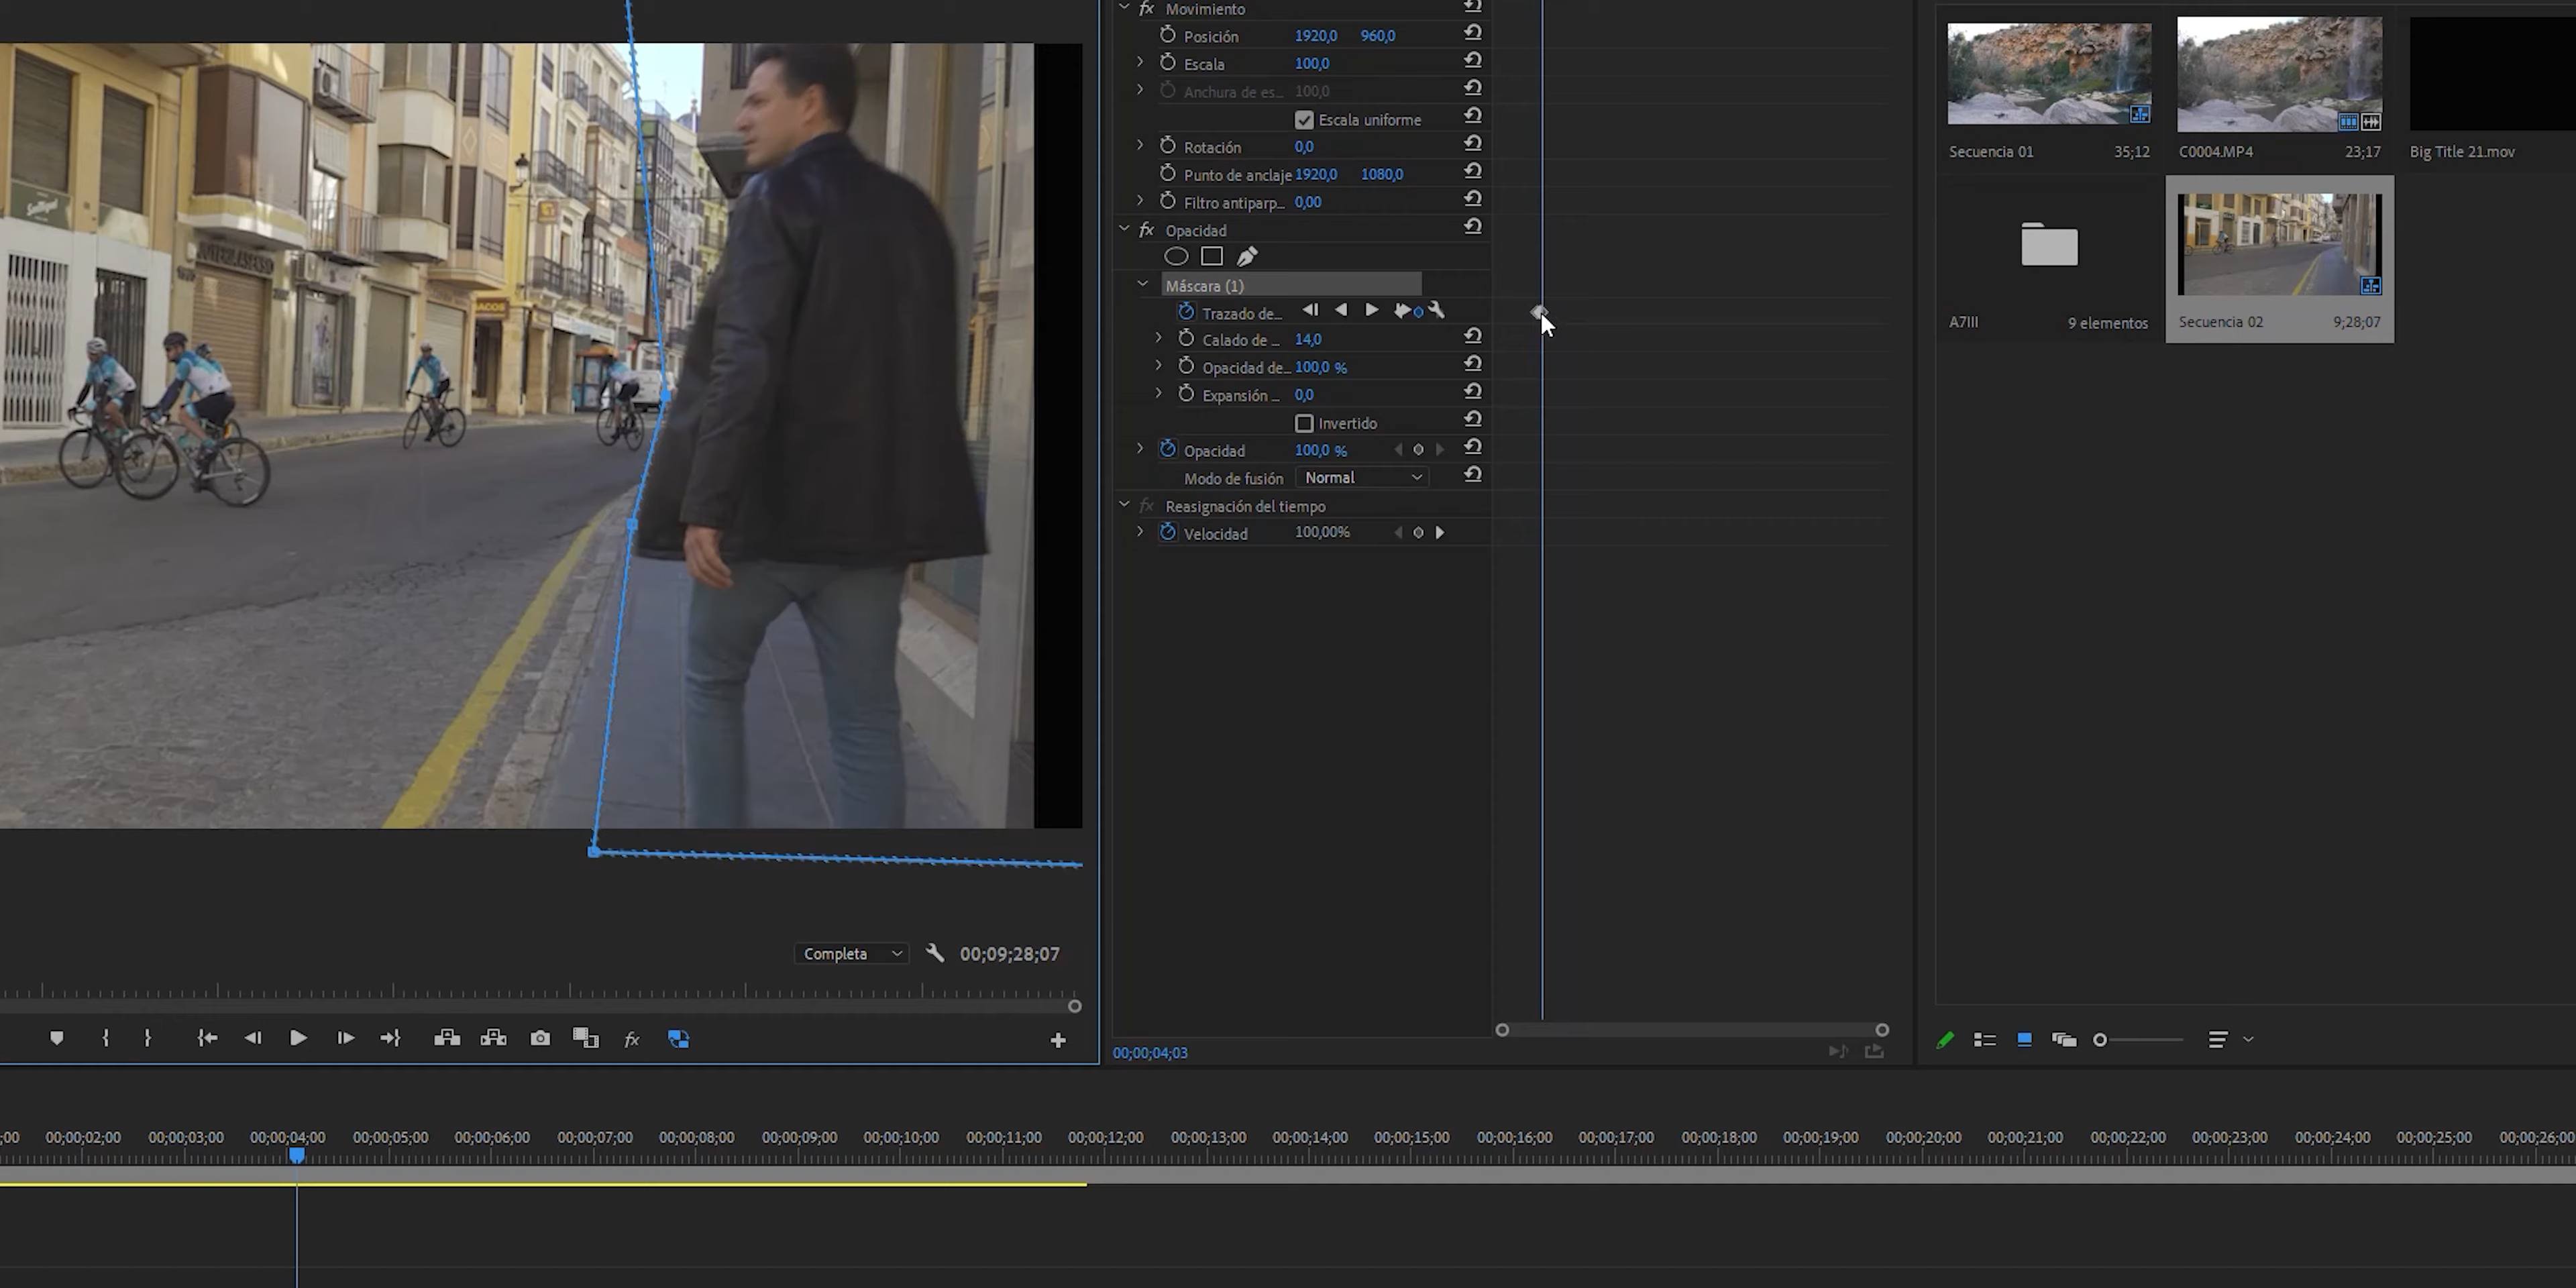 Movimiento
Posición 1920,0 960,0
Escala 100,0
Anchura de es... 100,0
Escala uniforme
Rotación 0,0
Punto de anclaje 1920,0 1080,0
Filtro antiparp... 0,00
fx Opacidad
Máscara (1)
Trazado de...
Calado de ... 14,0
Opacidad de... 100,0 %
Expansión ... 0,0
Invertido
Opacidad 100,0 %
Modo de fusión Normal
fx Reasignación del tiempo
Velocidad 100,00%
00;00;04;03
Secuencia 01 35;12
C0004.MP4 23;17
Big Title 21.mov
A7III 9 elementos
Secuencia 02 9;28;07
Completa 00;09;28;07
fx
;00 00;00;02;00 00;00;03;00 00;00;04;00 00;00;05;00 00;00;06;00 00;00;07;00 00;00;08;00 00;00;09;00 00;00;10;00 00;00;11;00 00;00;12;00 00;00;13;00 00;00;14;00 00;00;15;00 00;00;16;00 00;00;17;00 00;00;18;00 00;00;19;00 00;00;20;00 00;00;21;00 00;00;22;00 00;00;23;00 00;00;24;00 00;00;25;00 00;00;26;00